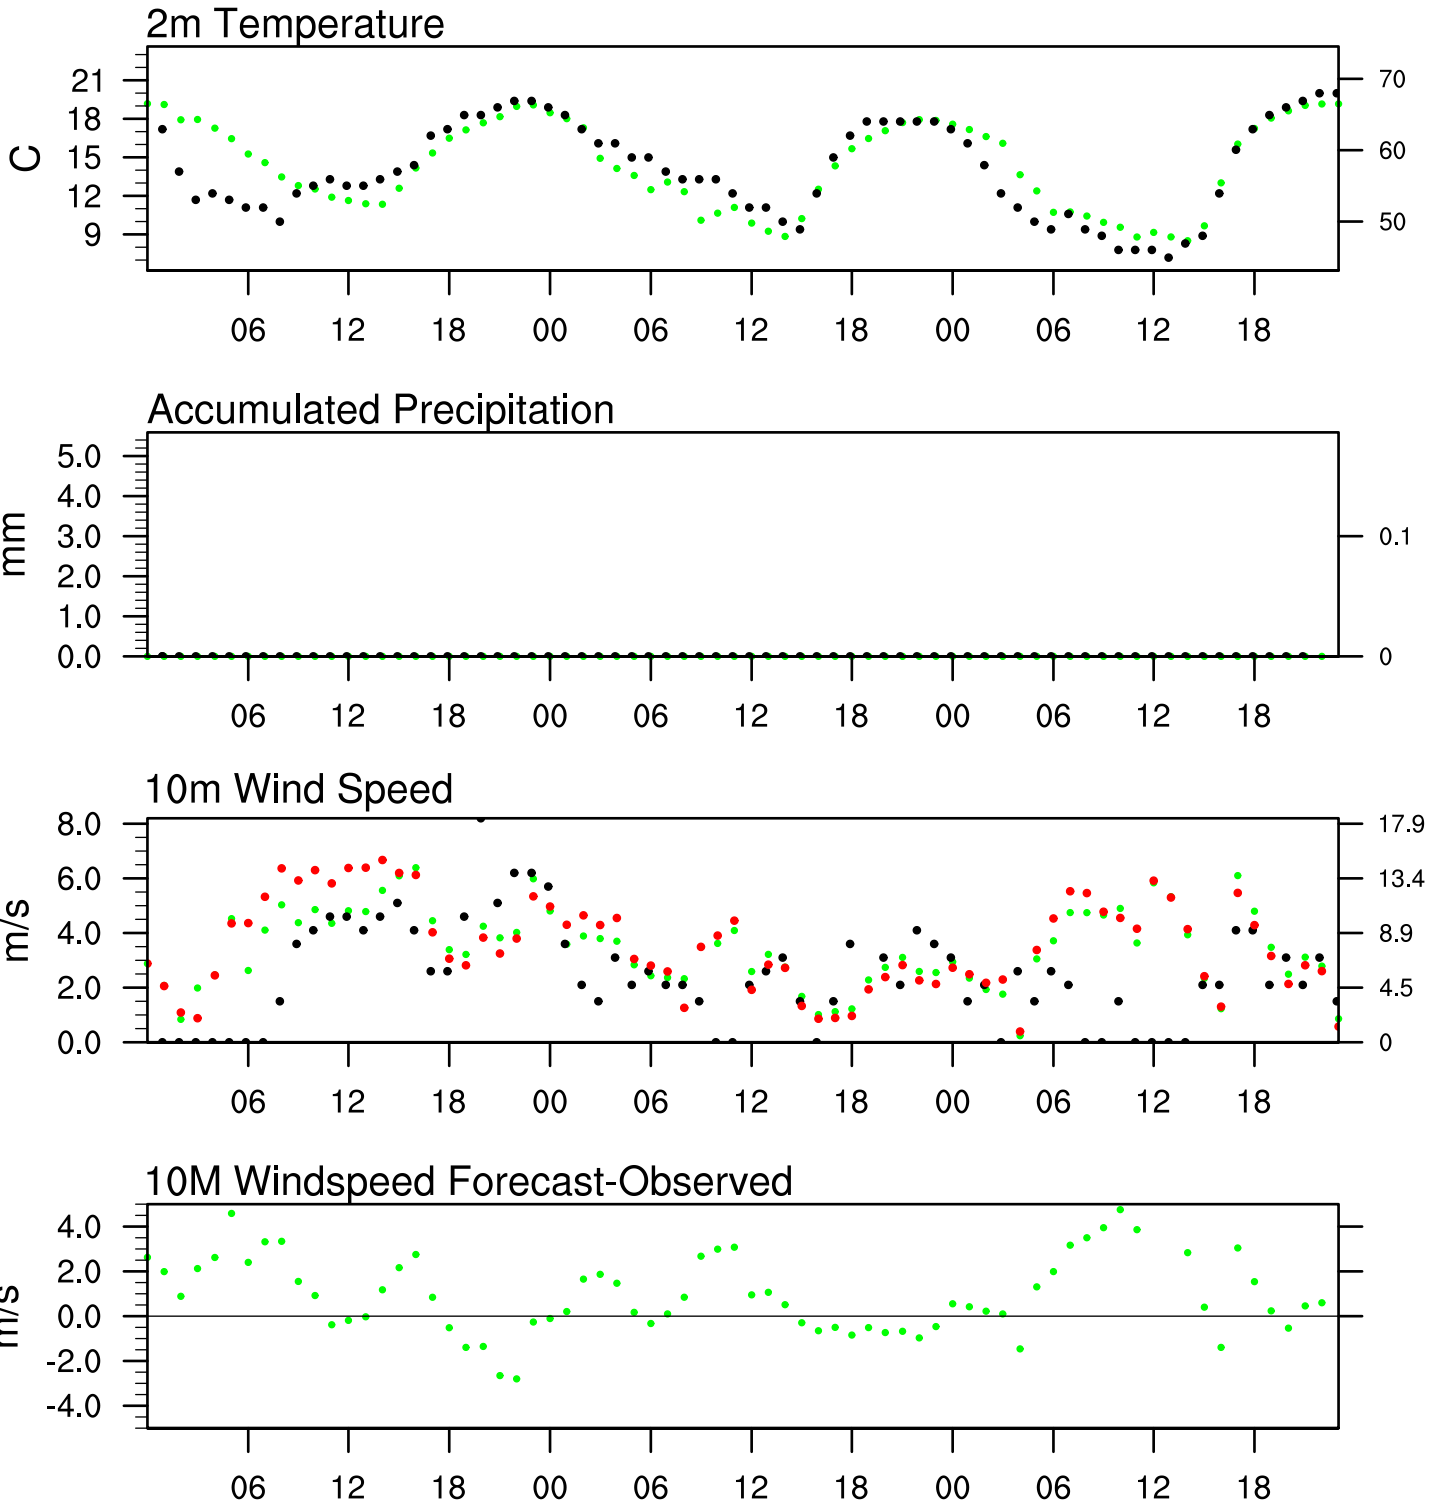 2m Temperature
21
18
15
12
9
C
70
60
50
06 12 18 00 06 12 18 00 06 12 18
Accumulated Precipitation
5.0
4.0
3.0
2.0
1.0
0.0
mm
0.1
0
06 12 18 00 06 12 18 00 06 12 18
10m Wind Speed
8.0
6.0
4.0
2.0
0.0
m/s
17.9
13.4
8.9
4.5
0
06 12 18 00 06 12 18 00 06 12 18
10M Windspeed Forecast-Observed
4.0
2.0
0.0
-2.0
-4.0
m/s
06 12 18 00 06 12 18 00 06 12 18